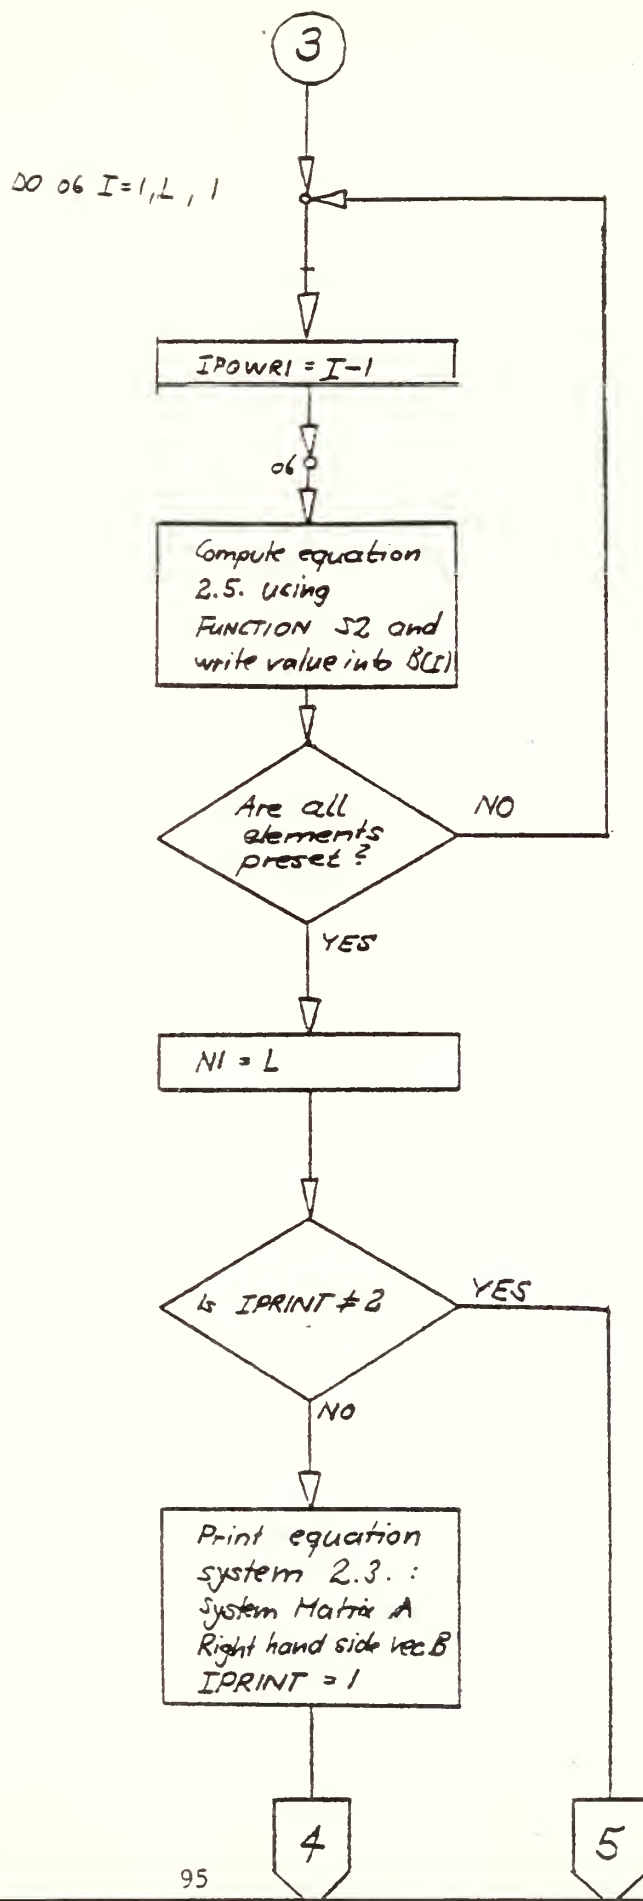 3
DO 06 I=1,L,1
IPOWR1 = I-1
06
Compute equation
2.5. using
FUNCTION S2 and
write value into B(I)
Are all
elements
preset?
NO
YES
N1 = L
Is IPRINT ≠ 2
YES
NO
Print equation
system 2.3. :
System Matrix A
Right hand side vec B
IPRINT = 1
4
5
95